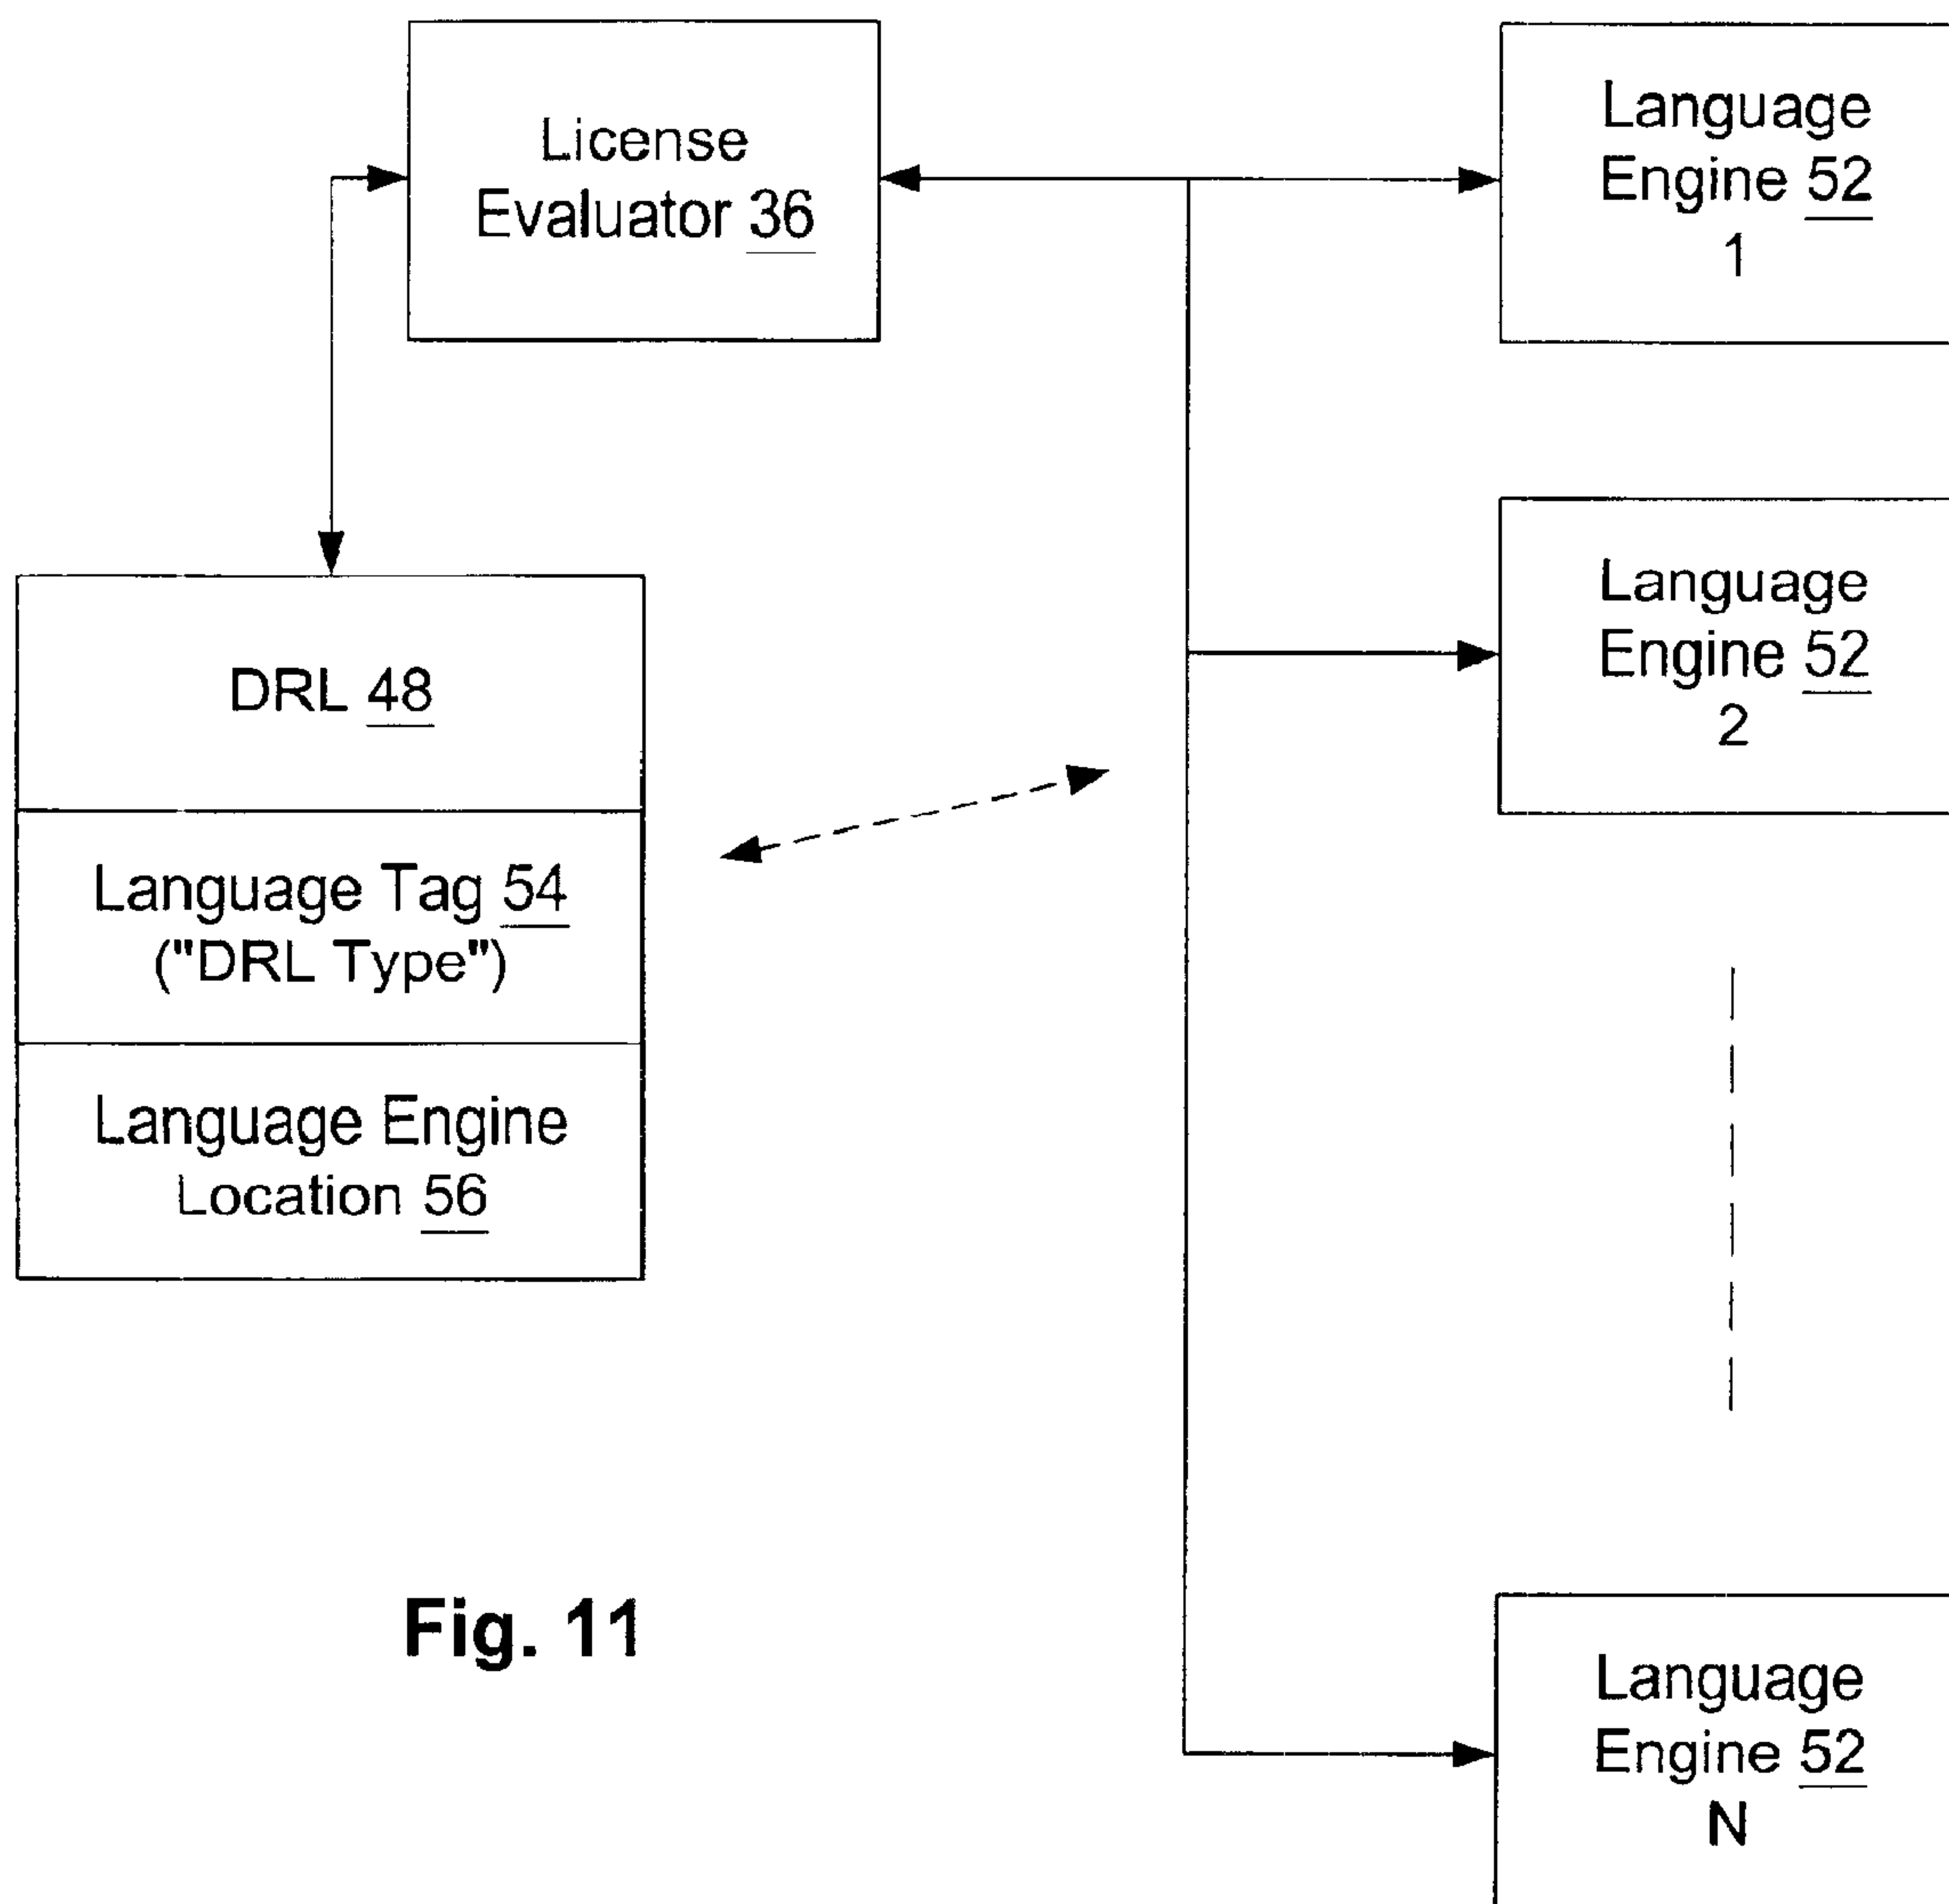 License
Evaluator 36
Language
Engine 52
1
Language
Engine 52
2
DRL 48
Language Tag 54
("DRL Type")
Language Engine
Location 56
Fig. 11
Language
Engine 52
N